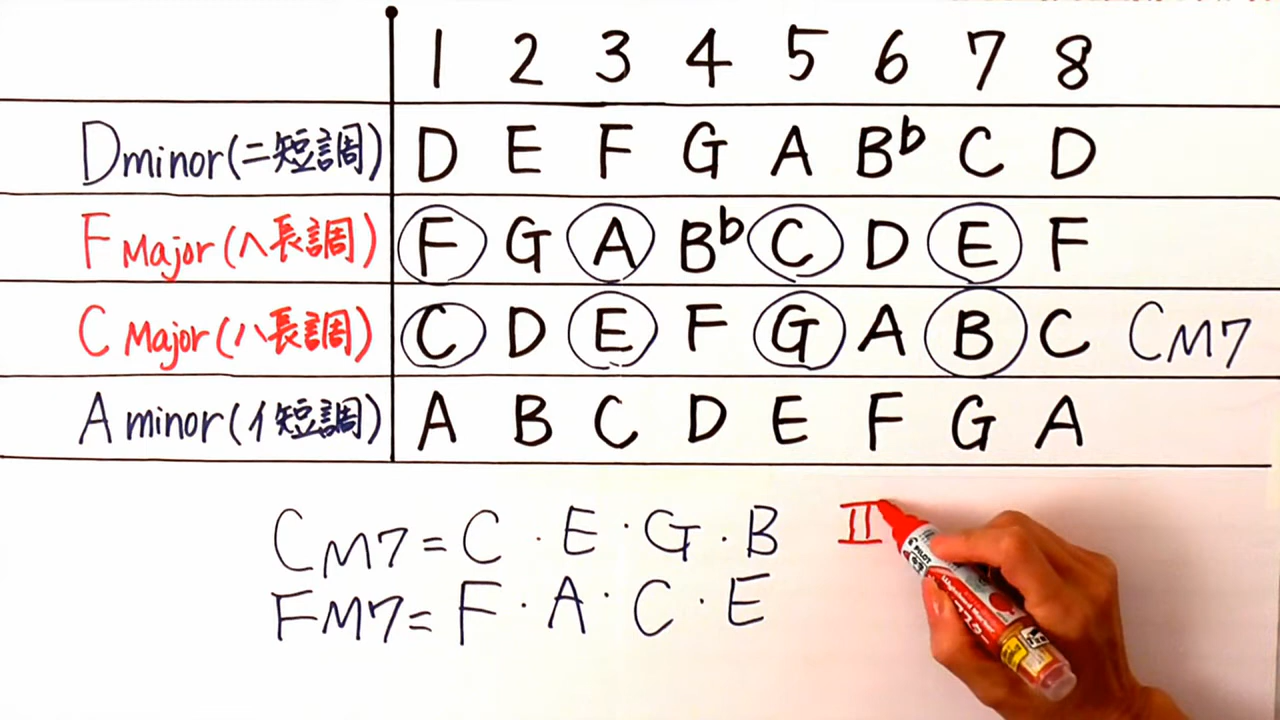 1 2 3 4 5 6 7 8
Dminor(ニ短調) D E F G A B♭ C D
F Major(ヘ長調) F G A B♭ C D E F
C Major(ハ長調) C D E F G A B C CM7
A minor(イ短調) A B C D E F G A
CM7=C・E・G・B II
FM7=F・A・C・E
PILOT